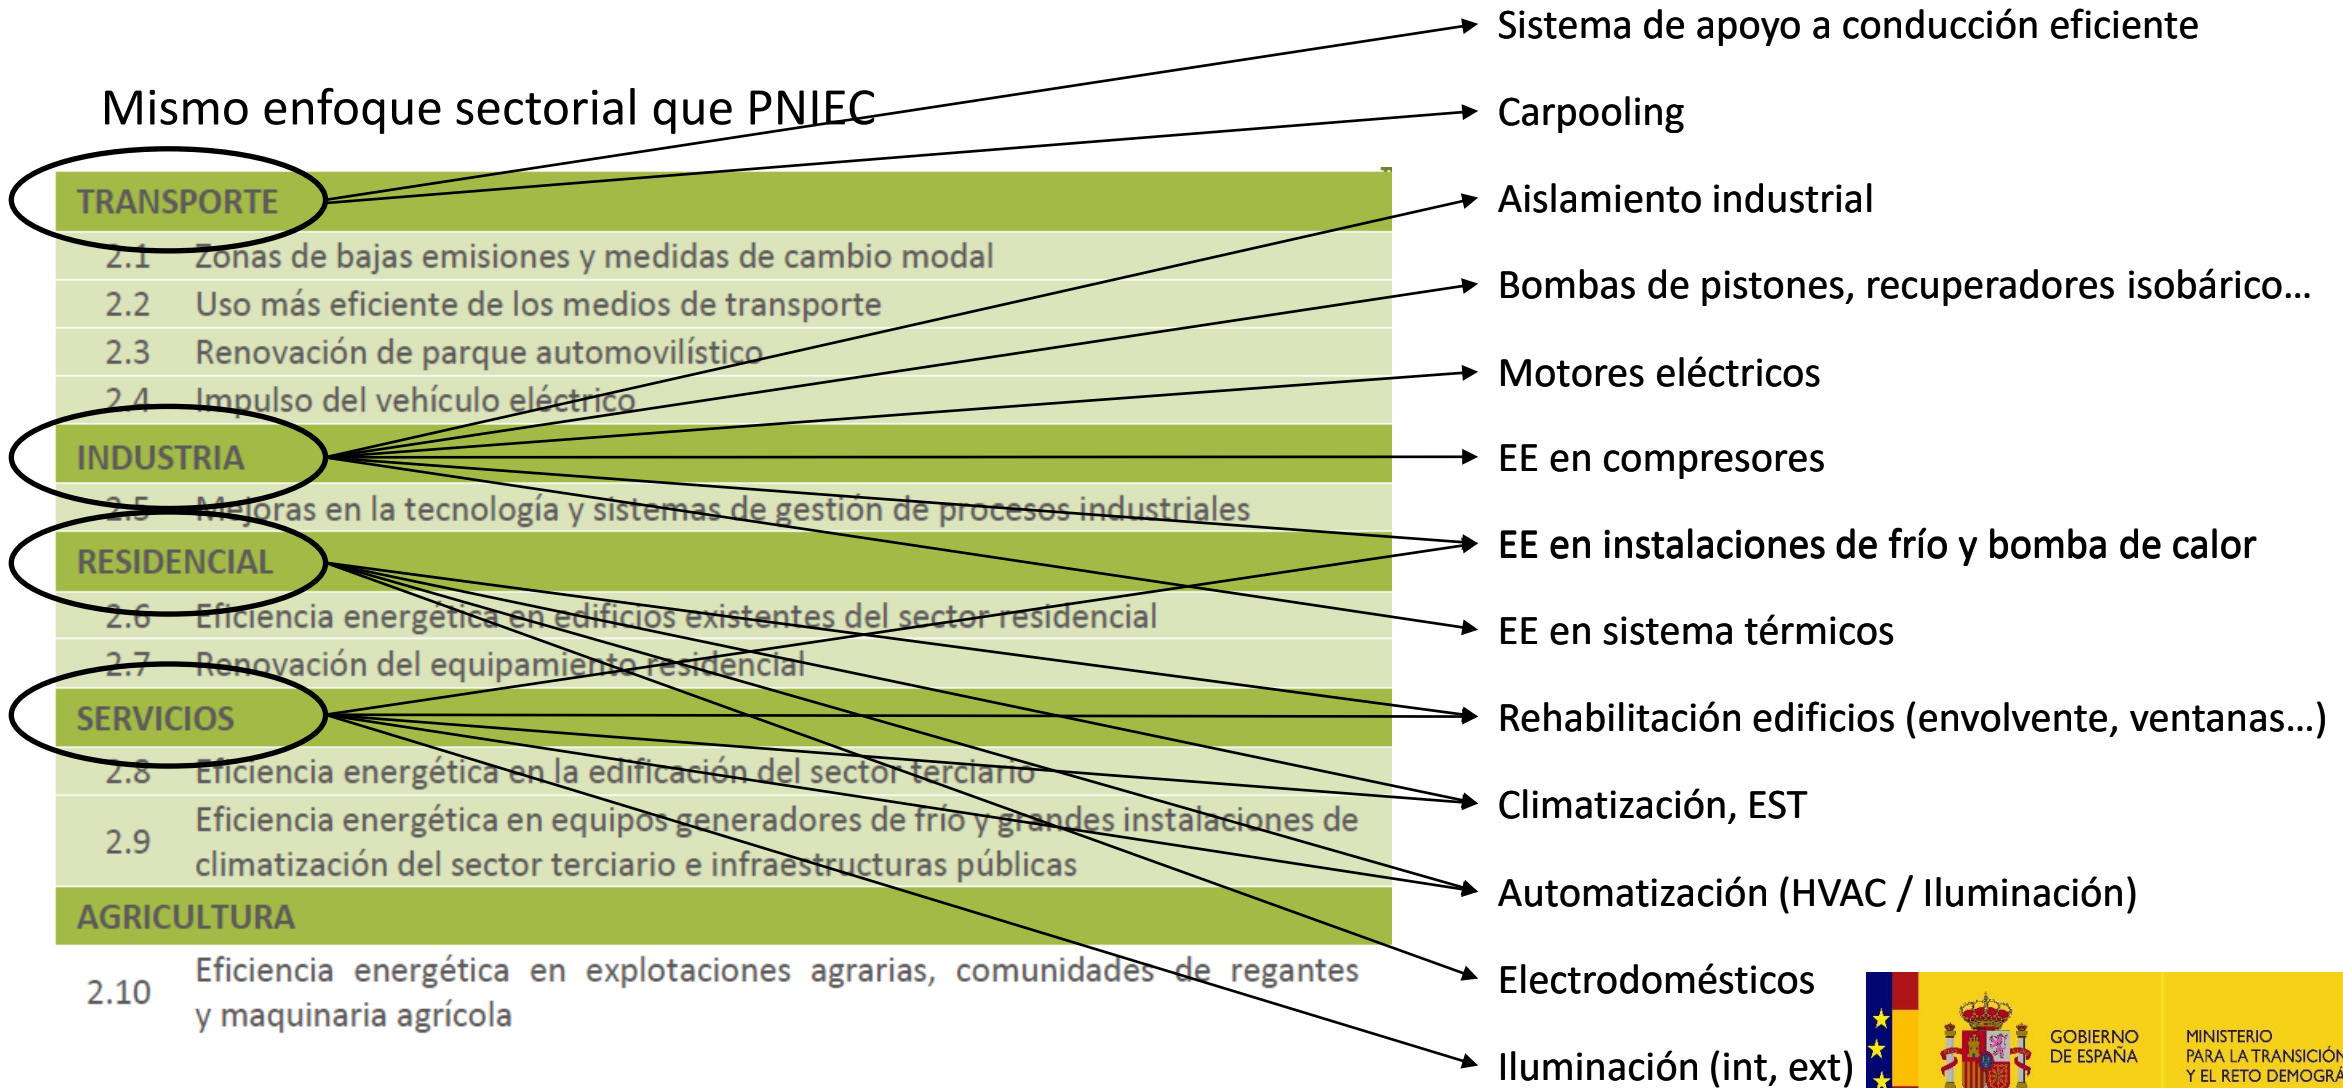 Mismo enfoque sectorial que PNIEC
TRANSPORTE
2.1 Zonas de bajas emisiones y medidas de cambio modal
2.2 Uso más eficiente de los medios de transporte
2.3 Renovación de parque automovilístico
2.4 Impulso del vehículo eléctrico
INDUSTRIA
2.5 Mejoras en la tecnología y sistemas de gestión de procesos industriales
RESIDENCIAL
2.6 Eficiencia energética en edificios existentes del sector residencial
2.7 Renovación del equipamiento residencial
SERVICIOS
2.8 Eficiencia energética en la edificación del sector terciario
2.9 Eficiencia energética en equipos generadores de frío y grandes instalaciones de
climatización del sector terciario e infraestructuras públicas
AGRICULTURA
2.10 Eficiencia energética en explotaciones agrarias, comunidades de regantes
y maquinaria agrícola
Sistema de apoyo a conducción eficiente
Carpooling
Aislamiento industrial
Bombas de pistones, recuperadores isobárico…
Motores eléctricos
EE en compresores
EE en instalaciones de frío y bomba de calor
EE en sistema térmicos
Rehabilitación edificios (envolvente, ventanas…)
Climatización, EST
Automatización (HVAC / Iluminación)
Electrodomésticos
Iluminación (int, ext)
GOBIERNO
DE ESPAÑA
MINISTERIO
PARA LA TRANSICIÓN
Y EL RETO